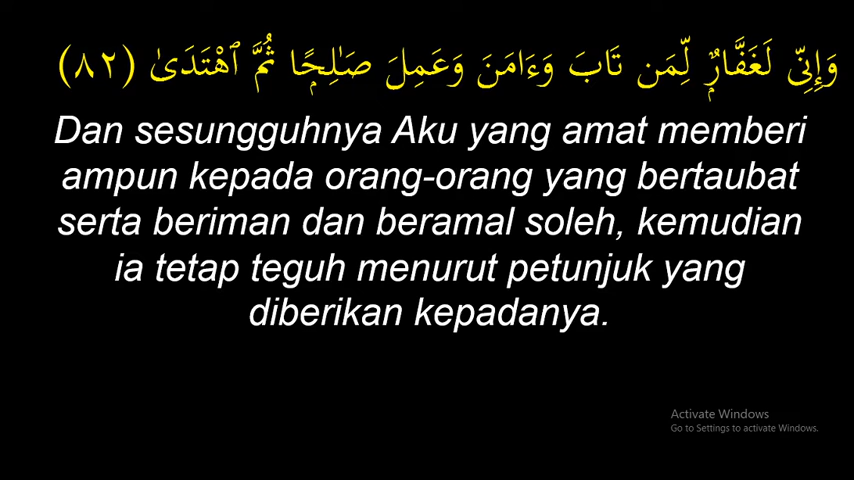 وَإِنِّي لَغَفَّارٌ لِّمَن تَابَ وَءَامَنَ وَعَمِلَ صَـٰلِحًا ثُمَّ ٱهْتَدَىٰ (٨٢)
Dan sesungguhnya Aku yang amat memberi
ampun kepada orang-orang yang bertaubat
serta beriman dan beramal soleh, kemudian
ia tetap teguh menurut petunjuk yang
diberikan kepadanya.
Activate Windows
Go to Settings to activate Windows.